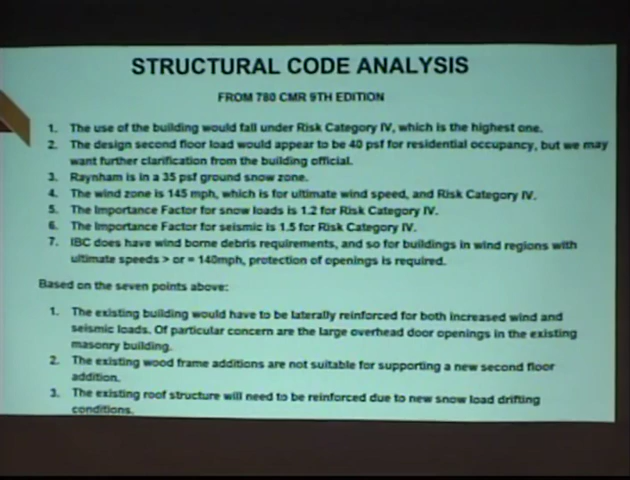 STRUCTURAL CODE ANALYSIS
FROM 780 CMR 9TH EDITION
1. The use of the building would fall under Risk Category IV, which is the highest one.
2. The design second floor load would appear to be 40 psf for residential occupancy, but we may
want further clarification from the building official.
3. Raynham is in a 35 psf ground snow zone.
4. The wind zone is 145 mph, which is for ultimate wind speed, and Risk Category IV.
5. The Importance Factor for snow loads is 1.2 for Risk Category IV.
6. The Importance Factor for seismic is 1.5 for Risk Category IV.
7. IBC does have wind borne debris requirements, and so for buildings in wind regions with
ultimate speeds > or = 140mph, protection of openings is required.
Based on the seven points above:
1. The existing building would have to be laterally reinforced for both increased wind and
seismic loads. Of particular concern are the large overhead door openings in the existing
masonry building.
2. The existing wood frame additions are not suitable for supporting a new second floor
addition.
3. The existing roof structure will need to be reinforced due to new snow load drifting
conditions.